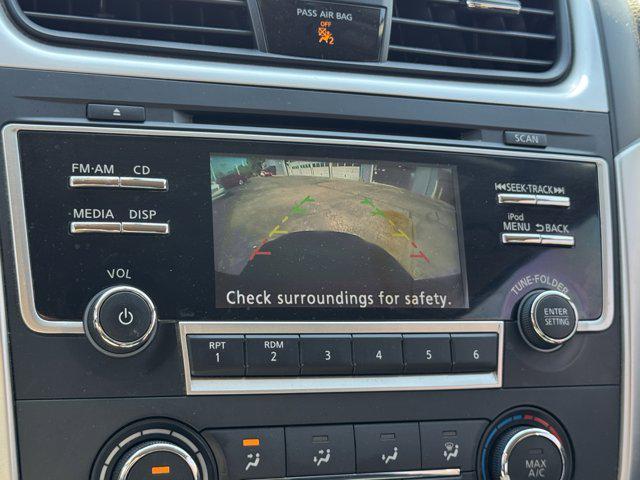 PASS AIR BAG
OFF
2
SCAN
FM·AM CD
MEDIA DISP
VOL
Check surroundings for safety.
SEEK·TRACK
iPod
MENU BACK
TUNE·FOLDER
ENTER
SETTING
RPT
1
RDM
2
3
4
5
6
MAX
A/C